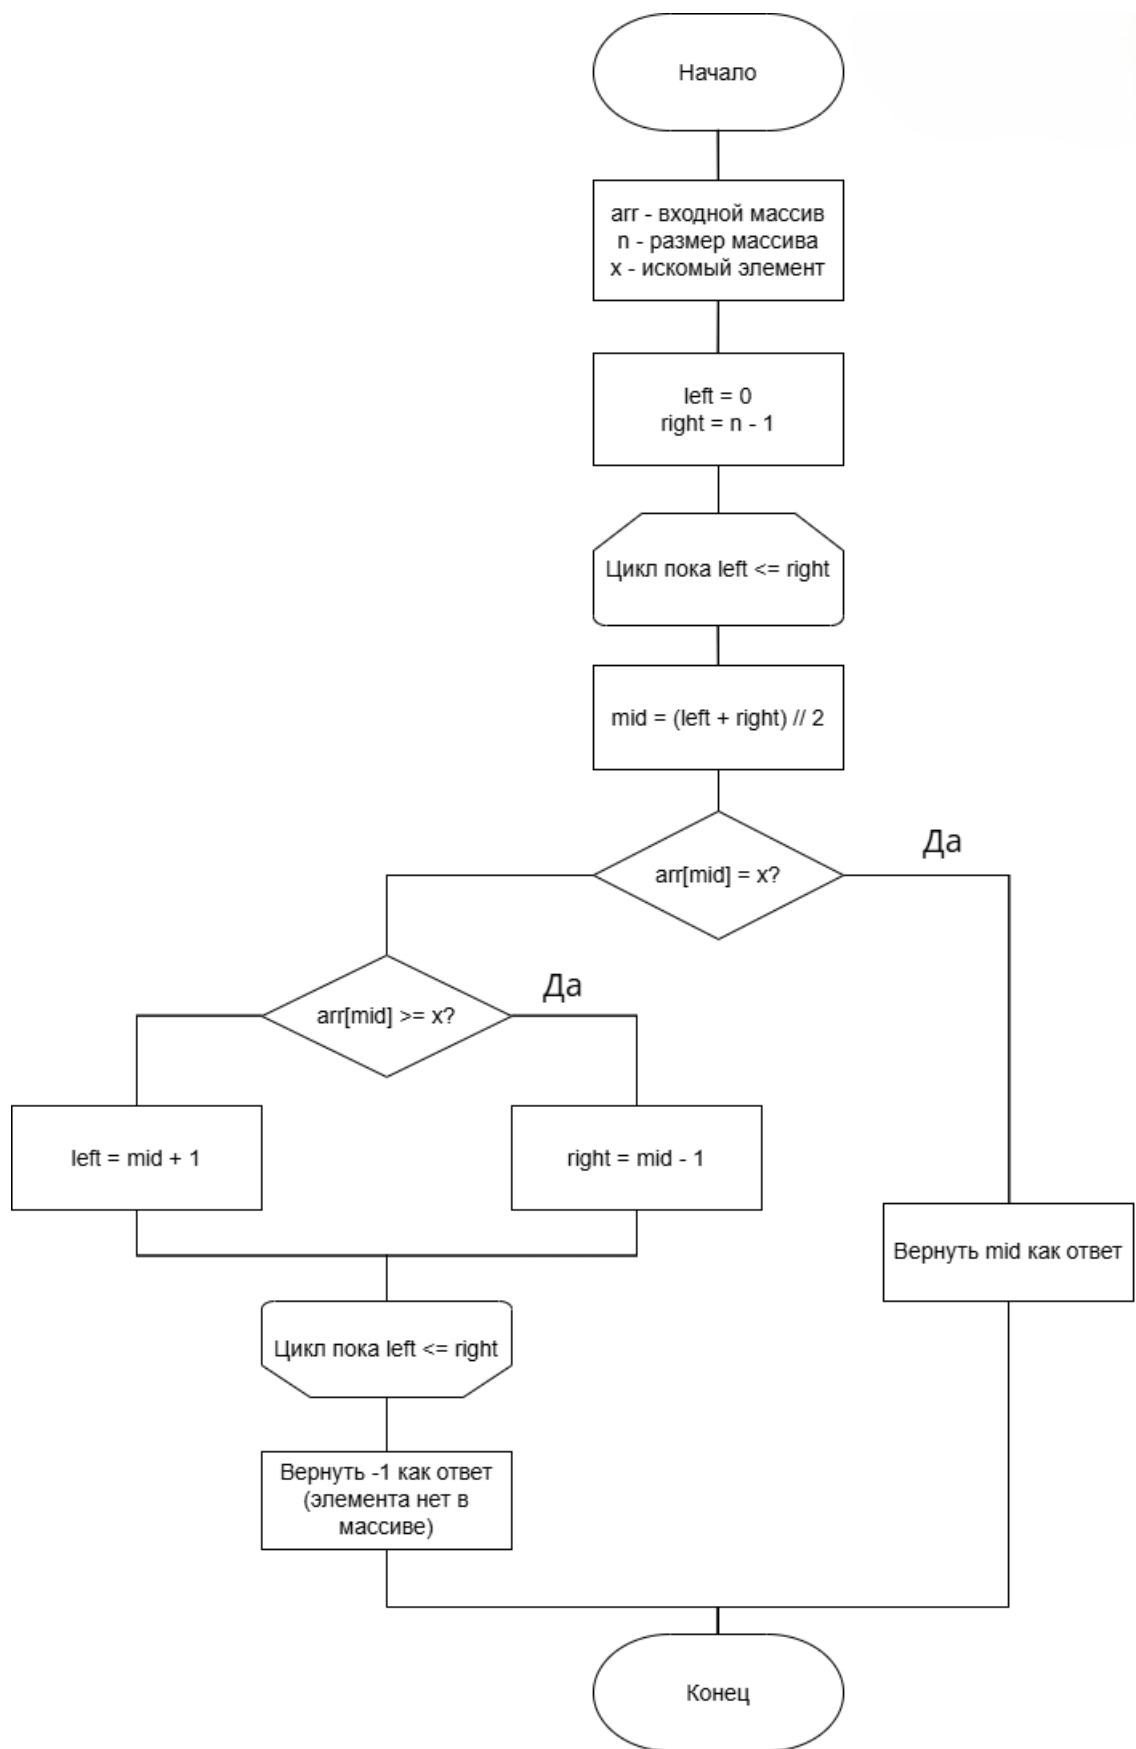 Начало
arr - входной массив
n - размер массива
x - искомый элемент
left = 0
right = n - 1
Цикл пока left <= right
mid = (left + right) // 2
arr[mid] = x?
Да
arr[mid] >= x?
Да
left = mid + 1
right = mid - 1
Вернуть mid как ответ
Цикл пока left <= right
Вернуть -1 как ответ
(элемента нет в
массиве)
Конец